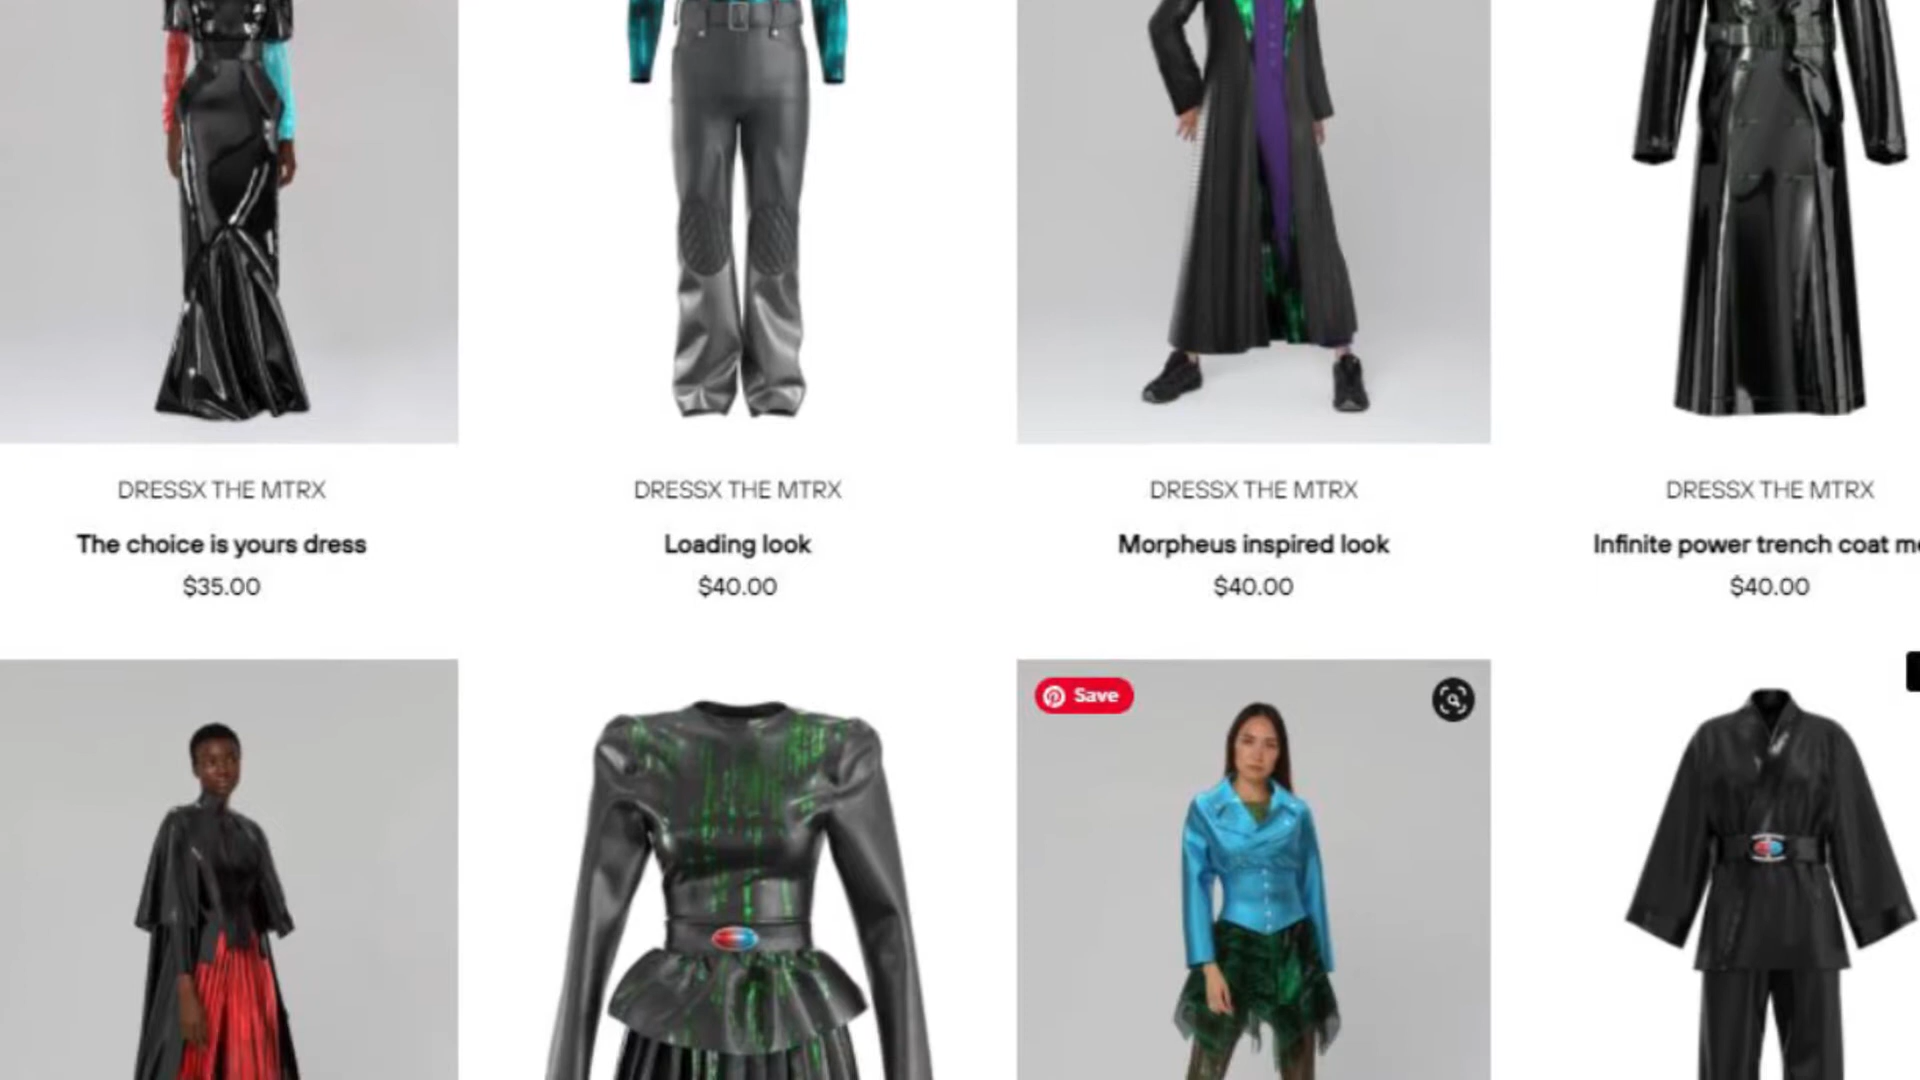 DRESSX THE MTRX
The choice is yours dress
$35.00
DRESSX THE MTRX
Loading look
$40.00
DRESSX THE MTRX
Morpheus inspired look
$40.00
DRESSX THE MTRX
Infinite power trench coat
$40.00
Save